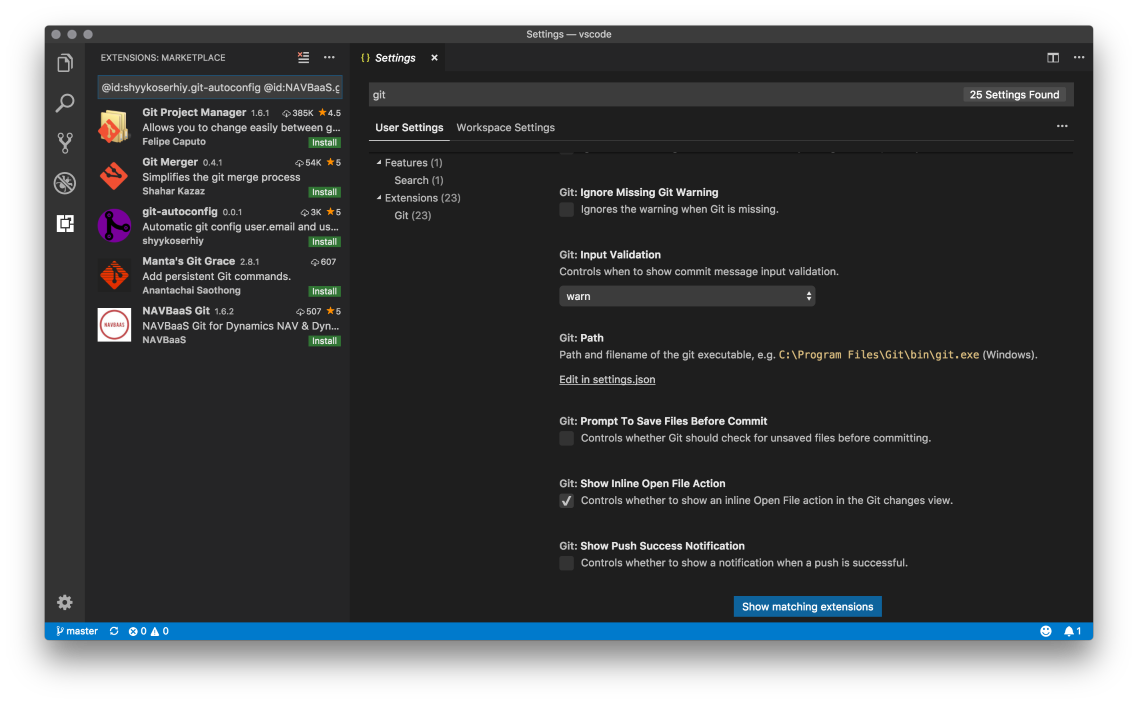 Settings — vscode
EXTENSIONS: MARKETPLACE
@id:shyykoserhiy.git-autoconfig @id:NAVBaaS.g
Git Project Manager 1.6.1 385K 4.5
Allows you to change easily between g...
Felipe Caputo Install
Git Merger 0.4.1 54K 5
Simplifies the git merge process
Shahar Kazaz Install
git-autoconfig 0.0.1 3K 5
Automatic git config user.email and us...
shyykoserhiy Install
Manta's Git Grace 2.8.1 607
Add persistent Git commands.
Anantachai Saothong Install
NAVBAAS
NAVBaaS Git 1.6.2 507 5
NAVBaaS Git for Dynamics NAV & Dyn...
NAVBaaS Install
{ } Settings ×
git 25 Settings Found
User Settings Workspace Settings
Features (1)
Search (1)
Extensions (23)
Git (23)
Git: Ignore Missing Git Warning
Ignores the warning when Git is missing.
Git: Input Validation
Controls when to show commit message input validation.
warn
Git: Path
Path and filename of the git executable, e.g. C:\Program Files\Git\bin\git.exe (Windows).
Edit in settings.json
Git: Prompt To Save Files Before Commit
Controls whether Git should check for unsaved files before committing.
Git: Show Inline Open File Action
Controls whether to show an inline Open File action in the Git changes view.
Git: Show Push Success Notification
Controls whether to show a notification when a push is successful.
Show matching extensions
master 0 0 1